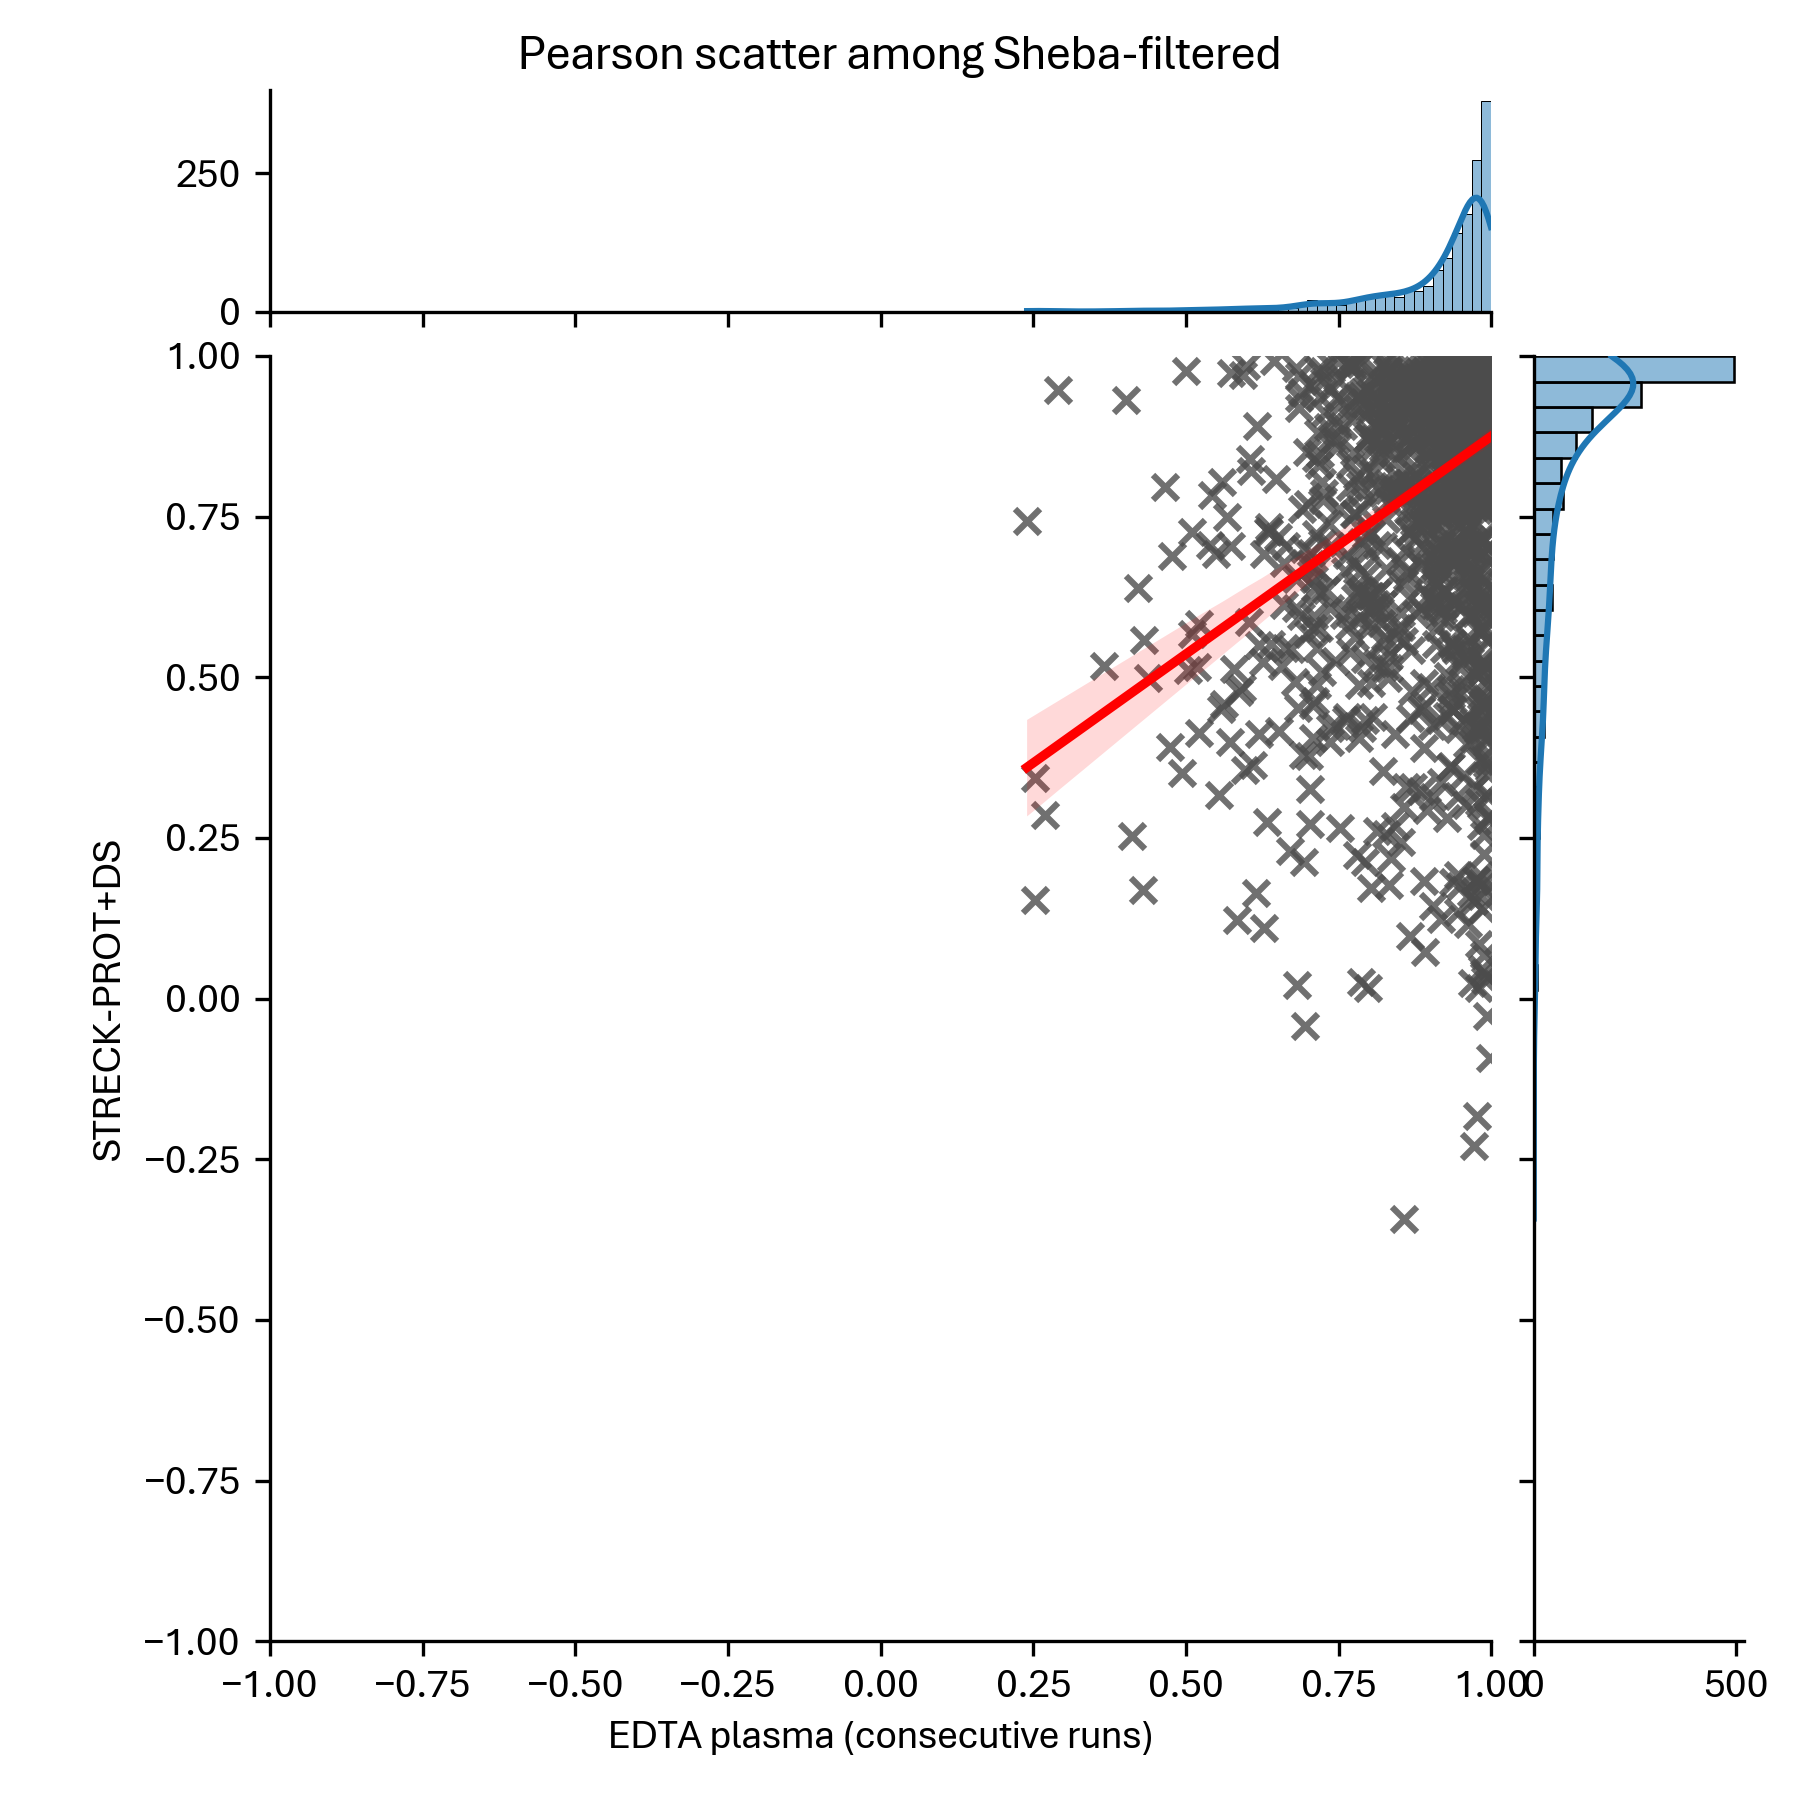 Pearson scatter among Sheba-filtered
250
0
1.00
0.75
0.50
0.25
0.00
−0.25
−0.50
−0.75
−1.00
STRECK-PROT+DS
−1.00 −0.75 −0.50 −0.25 0.00 0.25 0.50 0.75 1.00 0 500
EDTA plasma (consecutive runs)